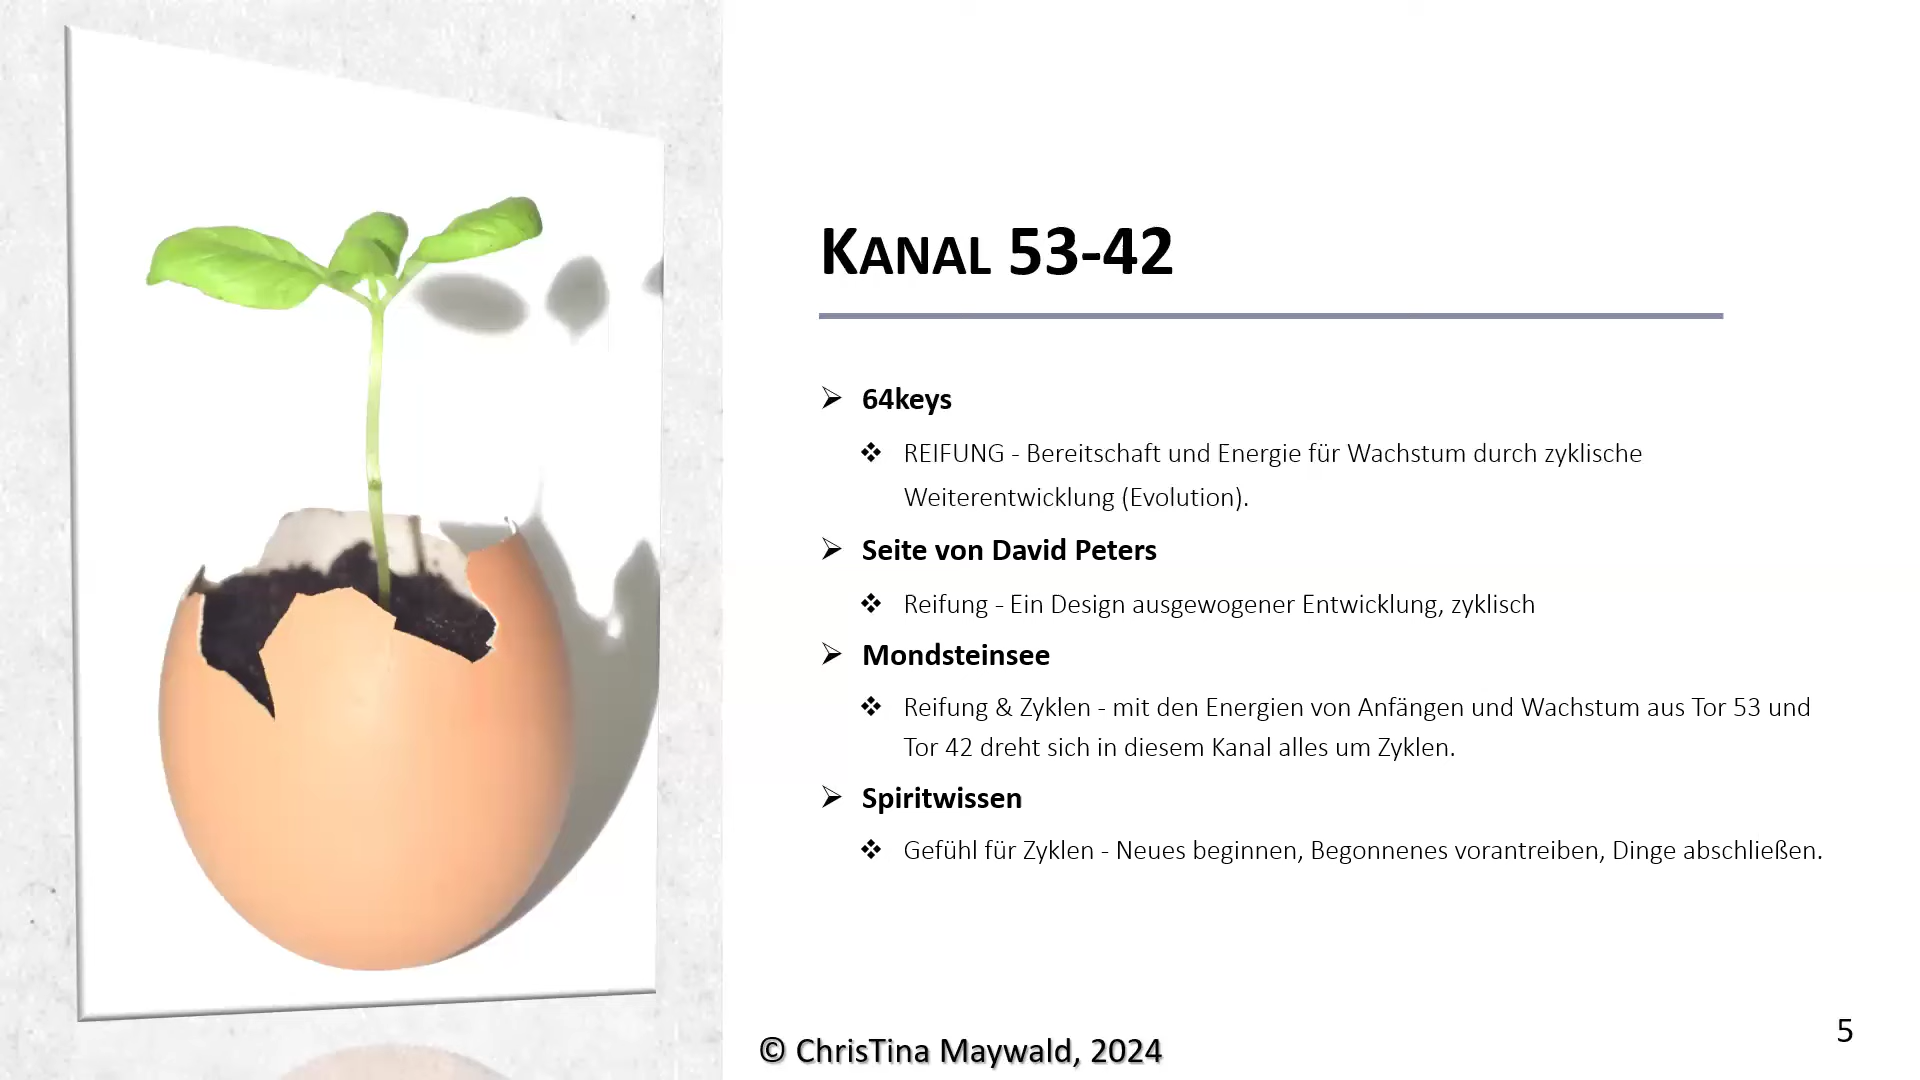 KANAL 53-42
64keys
REIFUNG - Bereitschaft und Energie für Wachstum durch zyklische
Weiterentwicklung (Evolution).
Seite von David Peters
Reifung - Ein Design ausgewogener Entwicklung, zyklisch
Mondsteinsee
Reifung & Zyklen - mit den Energien von Anfängen und Wachstum aus Tor 53 und
Tor 42 dreht sich in diesem Kanal alles um Zyklen.
Spiritwissen
Gefühl für Zyklen - Neues beginnen, Begonnenes vorantreiben, Dinge abschließen.
© ChrisTina Maywald, 2024
5